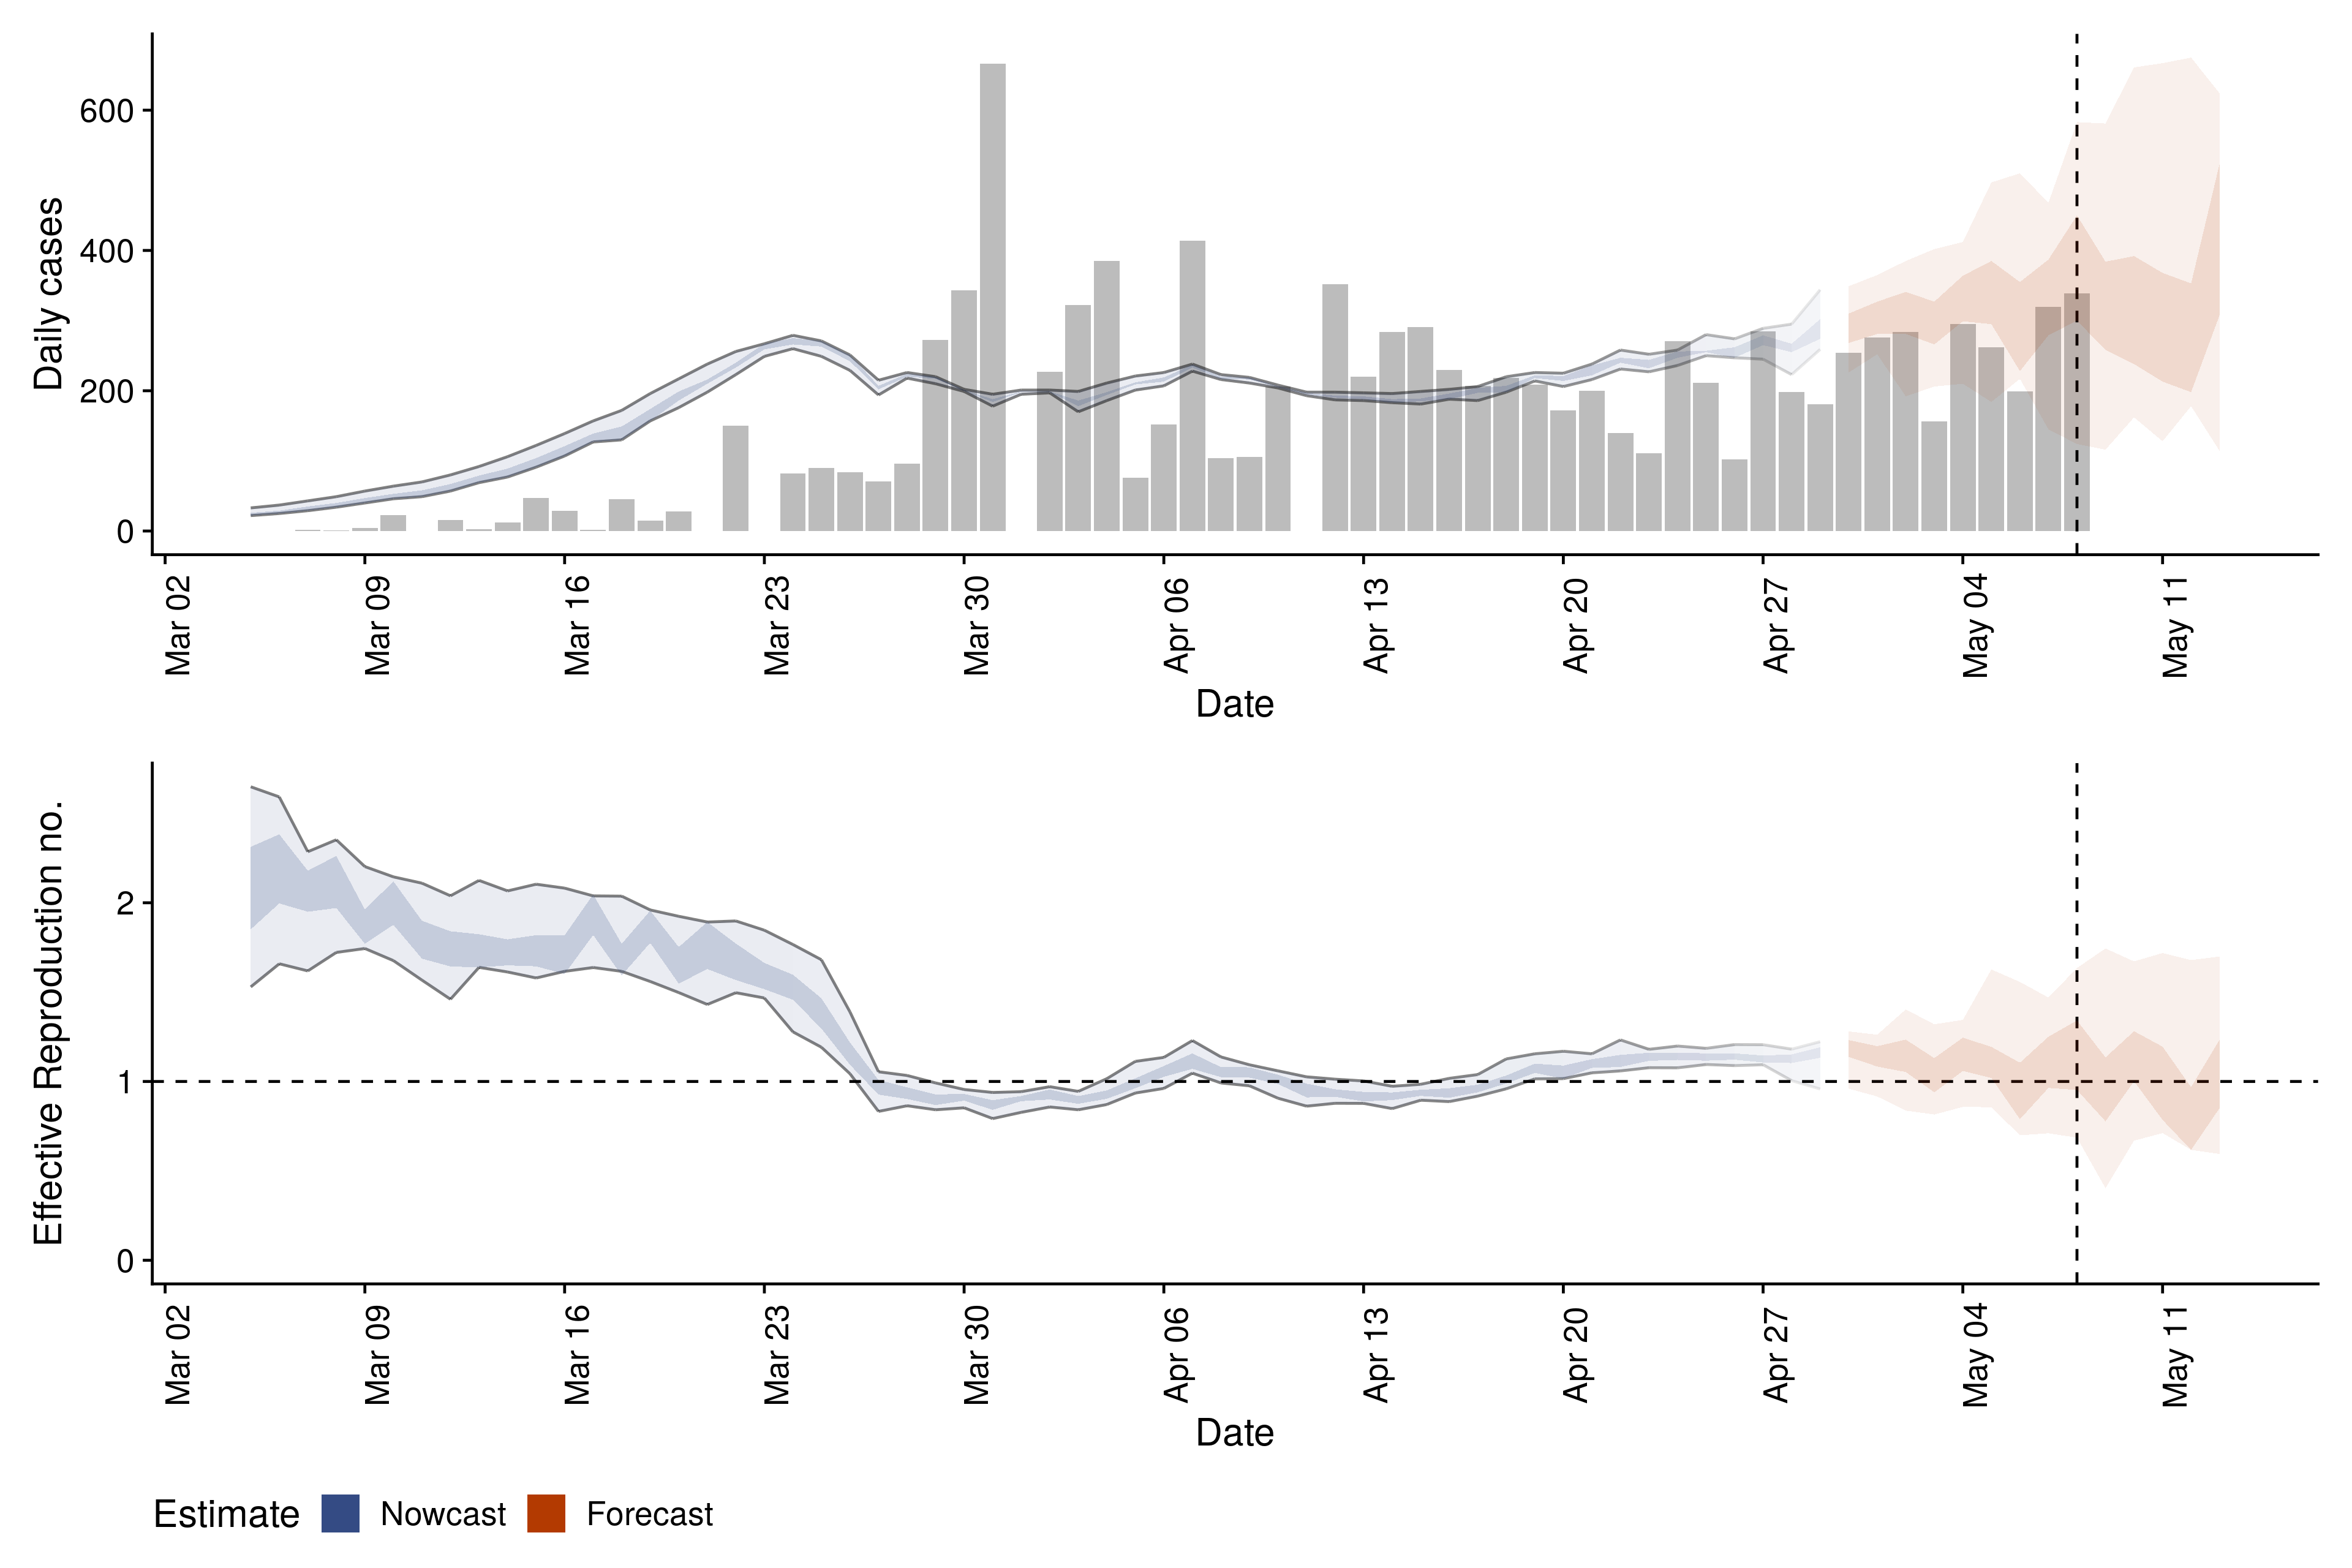 Daily cases
600
400
200
0
Mar 02
Mar 09
Mar 16
Mar 23
Mar 30
Apr 06
Apr 13
Apr 20
Apr 27
May 04
May 11
Date
Effective Reproduction no.
2
1
0
Mar 02
Mar 09
Mar 16
Mar 23
Mar 30
Apr 06
Apr 13
Apr 20
Apr 27
May 04
May 11
Date
Estimate Nowcast Forecast